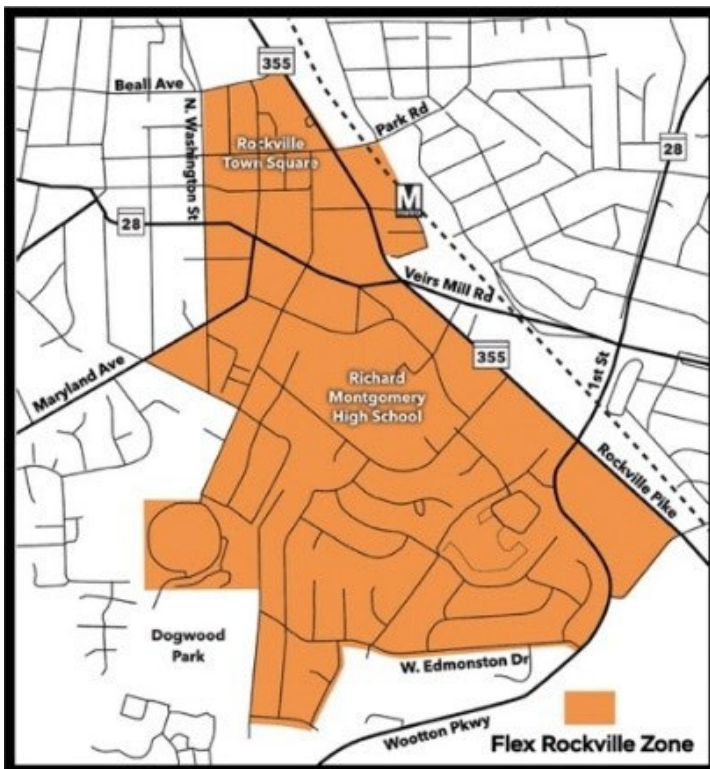 355
Beall Ave
N. Washington St
Park Rd
Rockville
Town Square
28
M
metro
28
Veirs Mill Rd
355
1st St
Maryland Ave
Richard
Montgomery
High School
Rockville Pike
Dogwood
Park
W. Edmonston Dr
Wootton Pkwy
Flex Rockville Zone